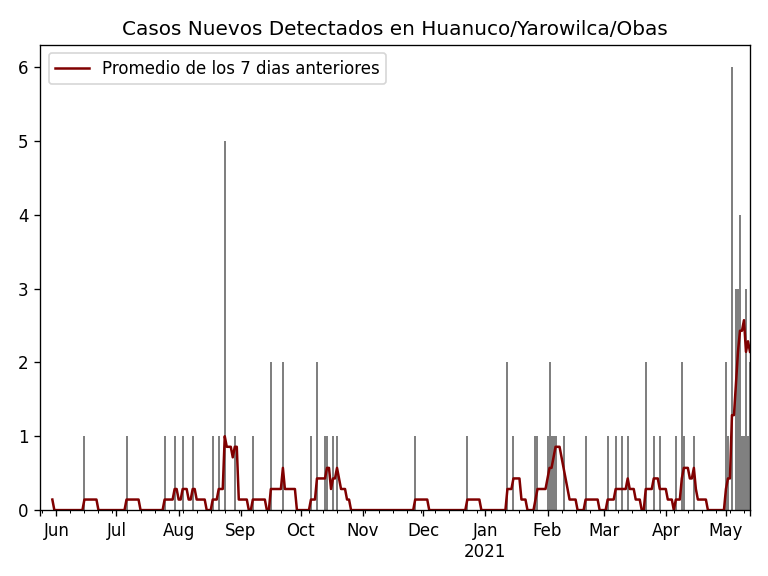 Casos Nuevos Detectados en Huanuco/Yarowilca/Obas
Promedio de los 7 dias anteriores
6
5
4
3
2
1
0
Jun Jul Aug Sep Oct Nov Dec Jan Feb Mar Apr May
2021